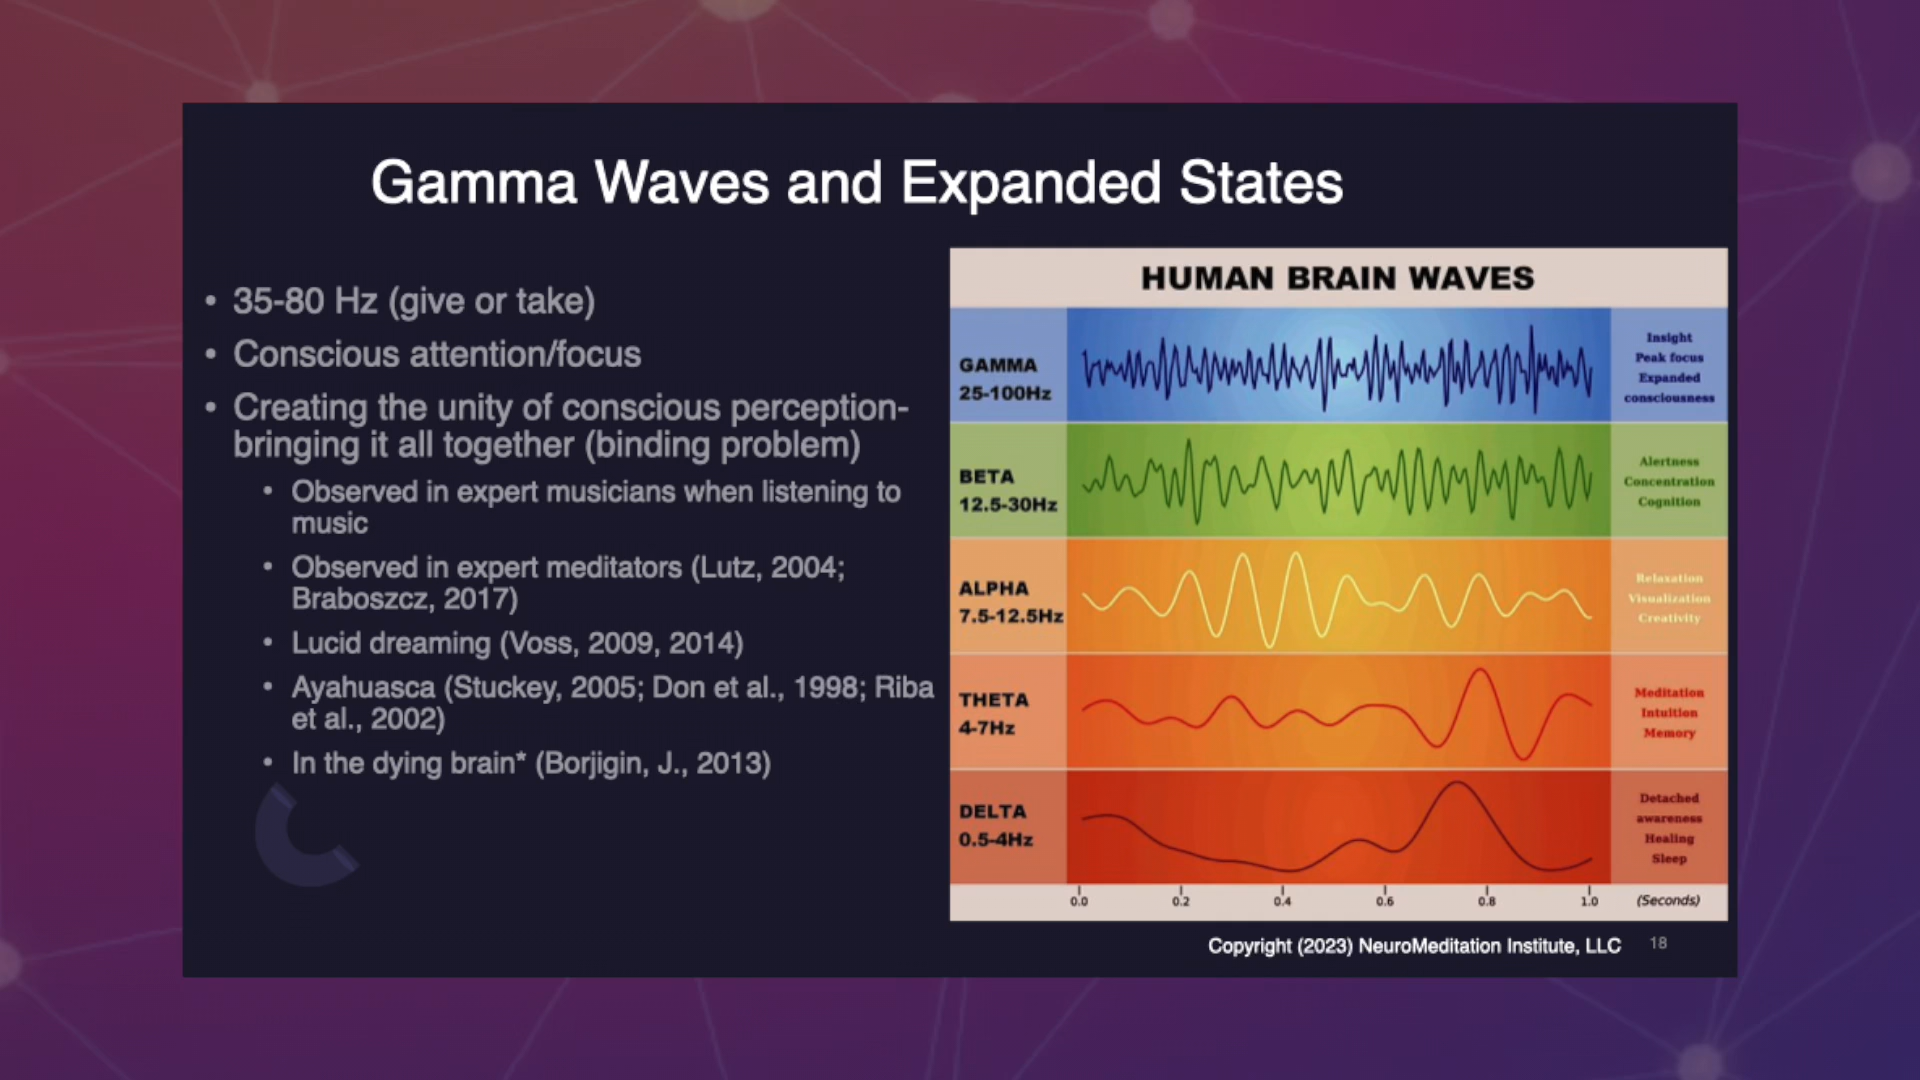 Gamma Waves and Expanded States
• 35-80 Hz (give or take)
• Conscious attention/focus
• Creating the unity of conscious perception-
bringing it all together (binding problem)
• Observed in expert musicians when listening to
music
• Observed in expert meditators (Lutz, 2004;
Braboszcz, 2017)
• Lucid dreaming (Voss, 2009, 2014)
• Ayahuasca (Stuckey, 2005; Don et al., 1998; Riba
et al., 2002)
• In the dying brain* (Borjigin, J., 2013)
HUMAN BRAIN WAVES
GAMMA
25-100Hz
Insight
Peak focus
Expanded
consciousness
BETA
12.5-30Hz
Alertness
Concentration
Cognition
ALPHA
7.5-12.5Hz
Relaxation
Visualization
Creativity
THETA
4-7Hz
Meditation
Intuition
Memory
DELTA
0.5-4Hz
Detached
awareness
Healing
Sleep
0.0 0.2 0.4 0.6 0.8 1.0 (Seconds)
Copyright (2023) NeuroMeditation Institute, LLC 18